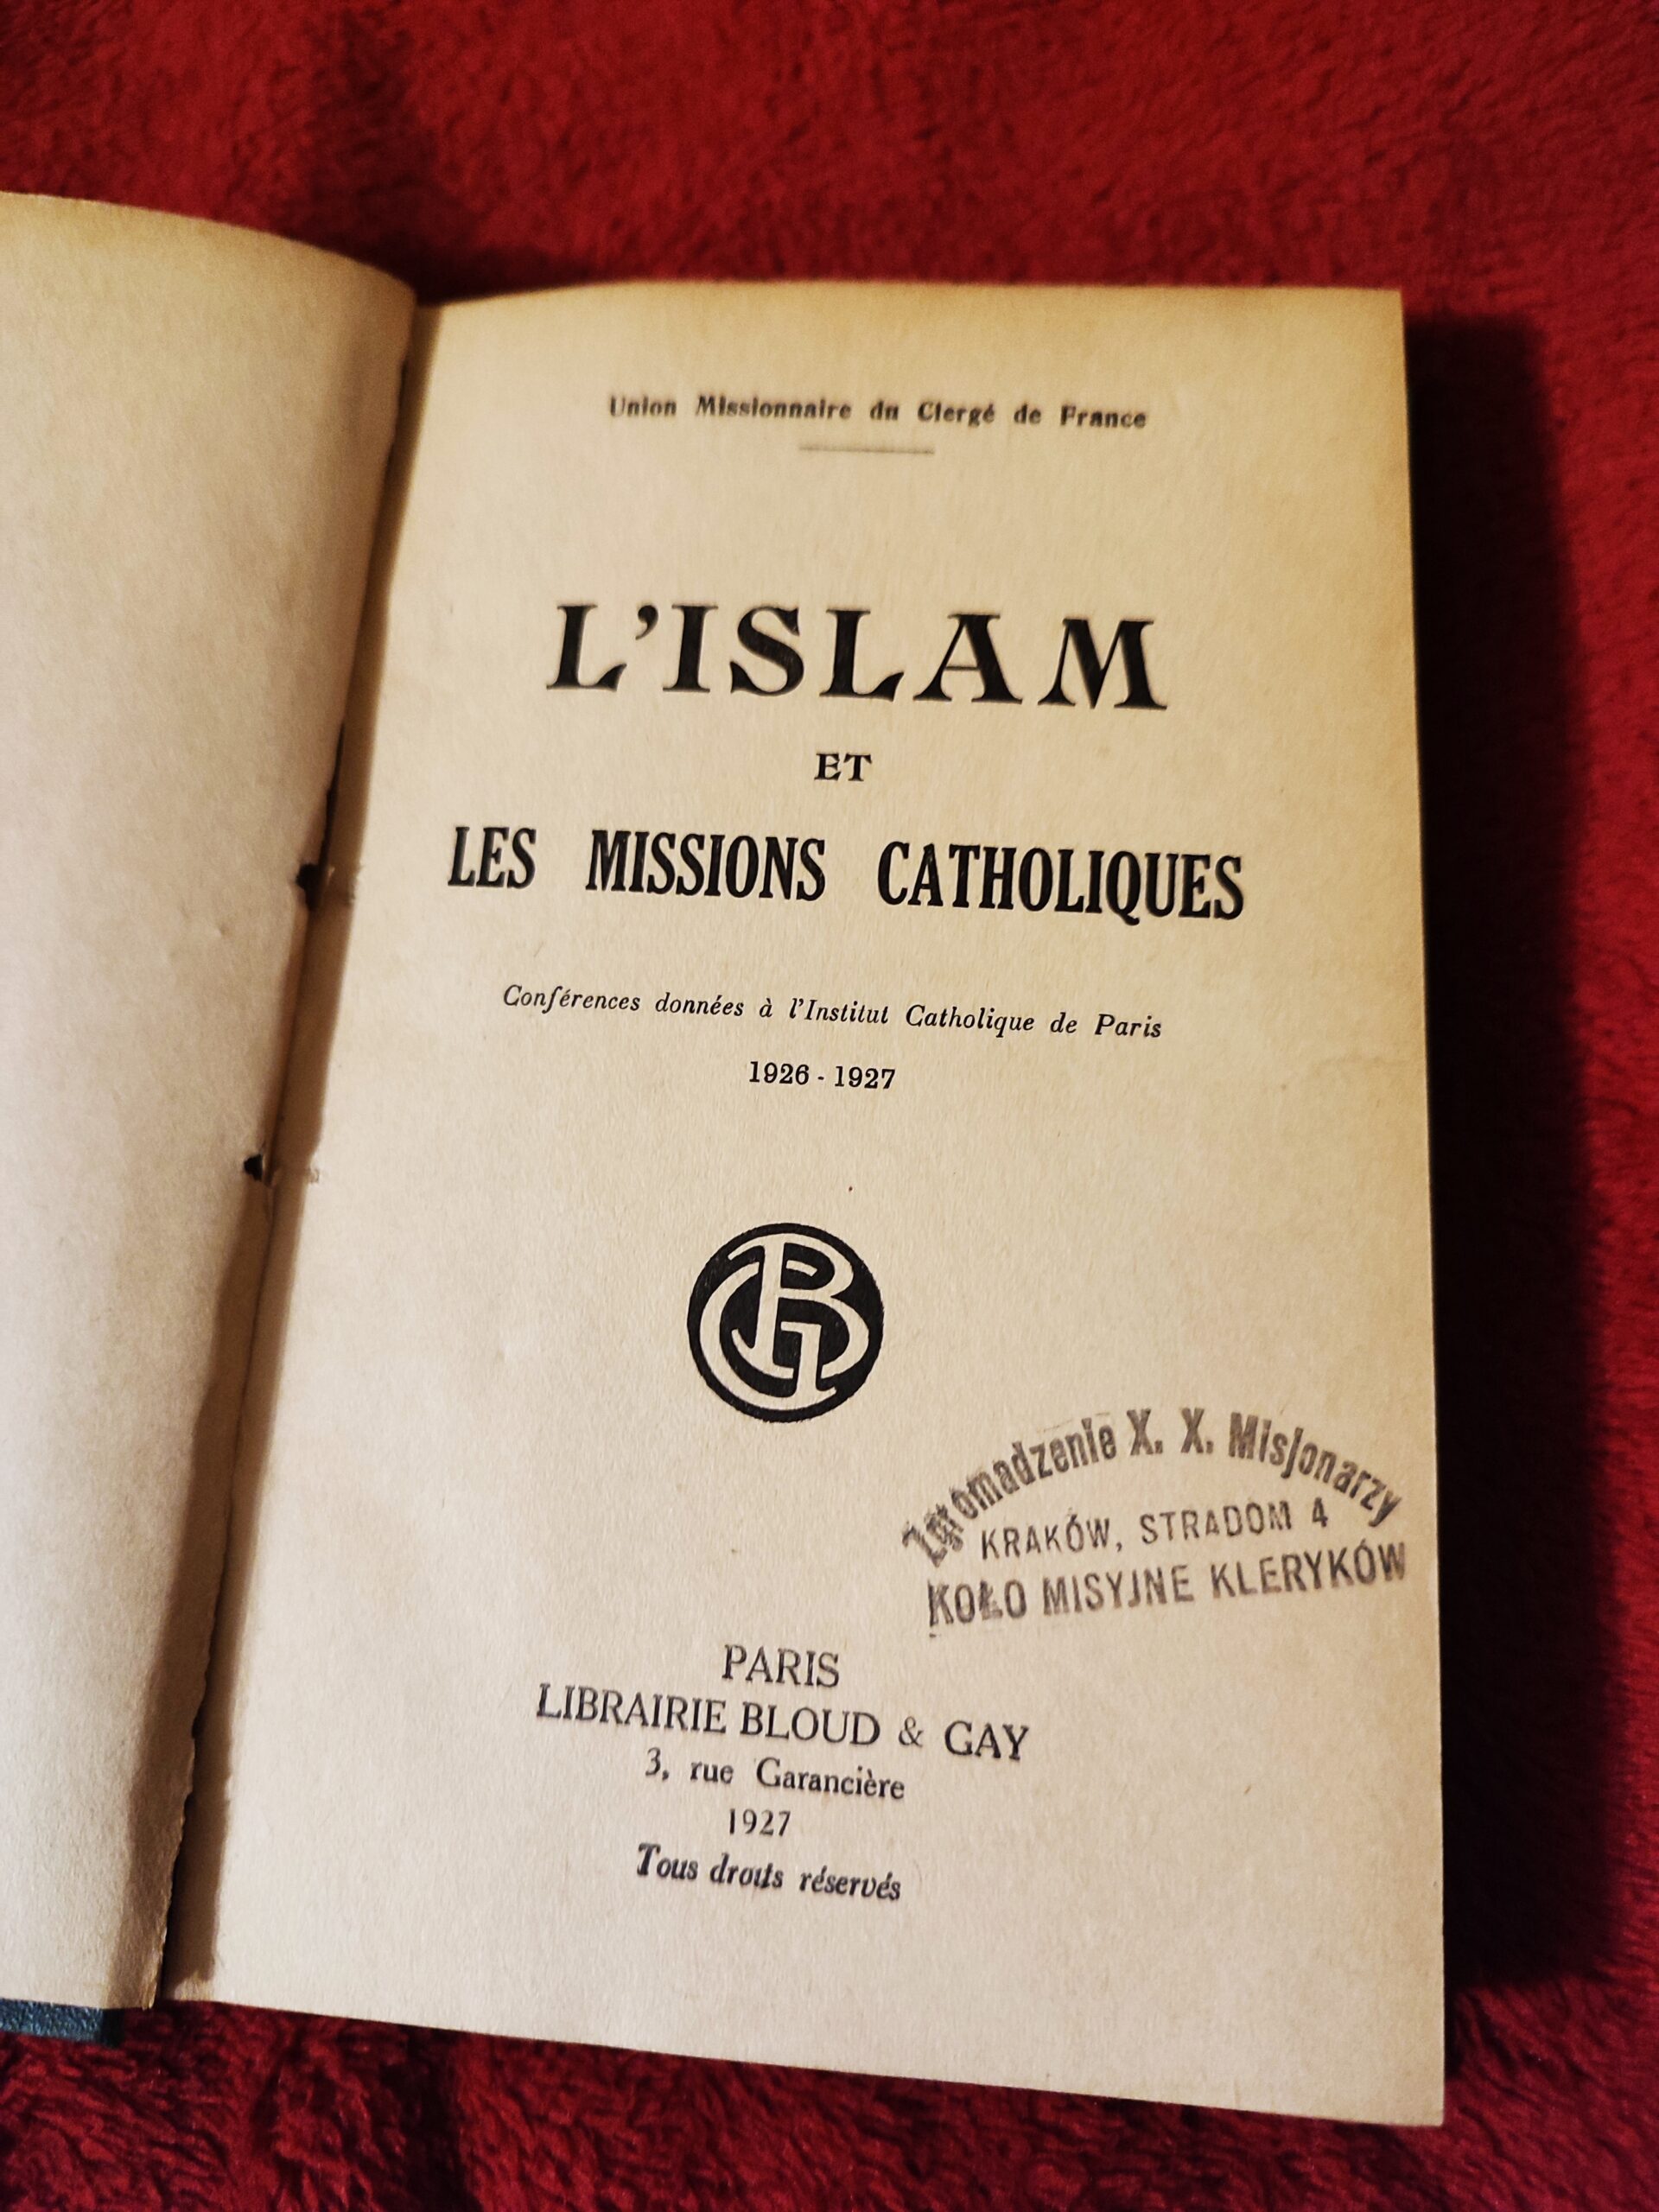 Union Missionnaire du Clergé de France
L'ISLAM
ET
LES MISSIONS CATHOLIQUES
Conférences données à l'Institut Catholique de Paris
1926-1927
BG
Zgromadzenie X. X. Misjonarzy
KRAKÓW, STRADOM 4
KOŁO MISYJNE KLERYKÓW
PARIS
LIBRAIRIE BLOUD & GAY
3, rue Garancière
1927
Tous droits réservés